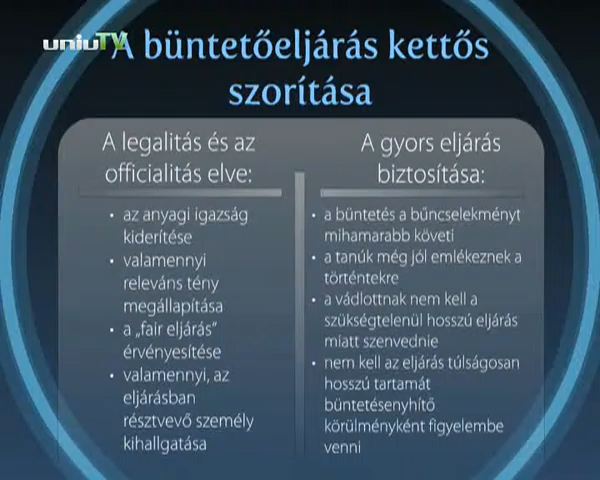 uniuTV
A büntetőeljárás kettős
szorítása
A legalitás és az
officialitás elve:
• az anyagi igazság
kiderítése
• valamennyi
releváns tény
megállapítása
• a „fair eljárás”
érvényesítése
• valamennyi, az
eljárásban
résztvevő személy
kihallgatása
A gyors eljárás
biztosítása:
• a büntetés a bűncselekményt
mihamarabb követi
• a tanúk még jól emlékeznek a
történtekre
• a vádlottnak nem kell a
szükségtelenül hosszú eljárás
miatt szenvednie
• nem kell az eljárás túlságosan
hosszú tartamát
büntetésenyhítő
körülményként figyelembe
venni